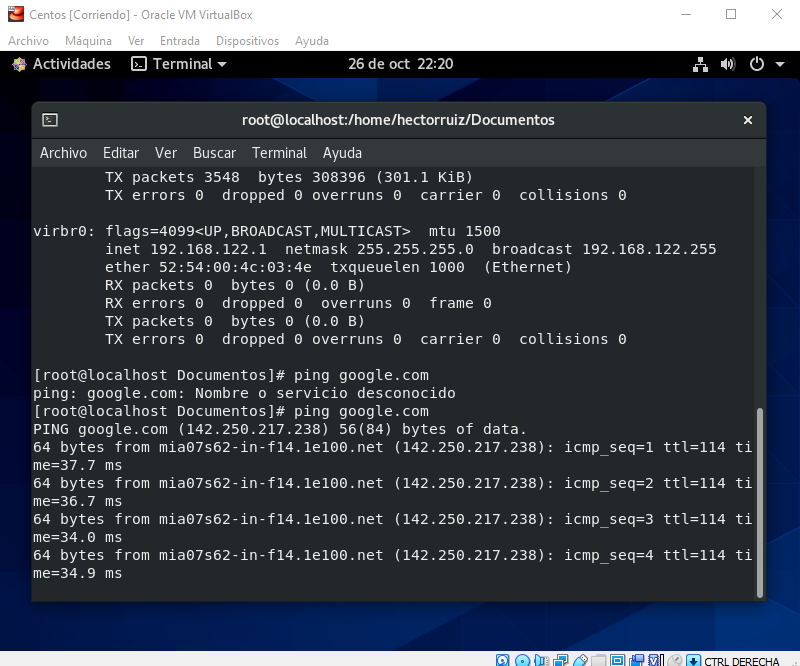 Centos [Corriendo] - Oracle VM VirtualBox
Archivo Máquina Ver Entrada Dispositivos Ayuda
Actividades Terminal 26 de oct 22:20
root@localhost:/home/hectorruiz/Documentos
Archivo Editar Ver Buscar Terminal Ayuda
TX packets 3548  bytes 308396 (301.1 KiB)
TX errors 0  dropped 0 overruns 0  carrier 0  collisions 0
virbr0: flags=4099<UP,BROADCAST,MULTICAST>  mtu 1500
inet 192.168.122.1  netmask 255.255.255.0  broadcast 192.168.122.255
ether 52:54:00:4c:03:4e  txqueuelen 1000  (Ethernet)
RX packets 0  bytes 0 (0.0 B)
RX errors 0  dropped 0  overruns 0  frame 0
TX packets 0  bytes 0 (0.0 B)
TX errors 0  dropped 0 overruns 0  carrier 0  collisions 0
[root@localhost Documentos]# ping google.com
ping: google.com: Nombre o servicio desconocido
[root@localhost Documentos]# ping google.com
PING google.com (142.250.217.238) 56(84) bytes of data.
64 bytes from mia07s62-in-f14.1e100.net (142.250.217.238): icmp_seq=1 ttl=114 ti
me=37.7 ms
64 bytes from mia07s62-in-f14.1e100.net (142.250.217.238): icmp_seq=2 ttl=114 ti
me=36.7 ms
64 bytes from mia07s62-in-f14.1e100.net (142.250.217.238): icmp_seq=3 ttl=114 ti
me=34.0 ms
64 bytes from mia07s62-in-f14.1e100.net (142.250.217.238): icmp_seq=4 ttl=114 ti
me=34.9 ms
CTRL DERECHA